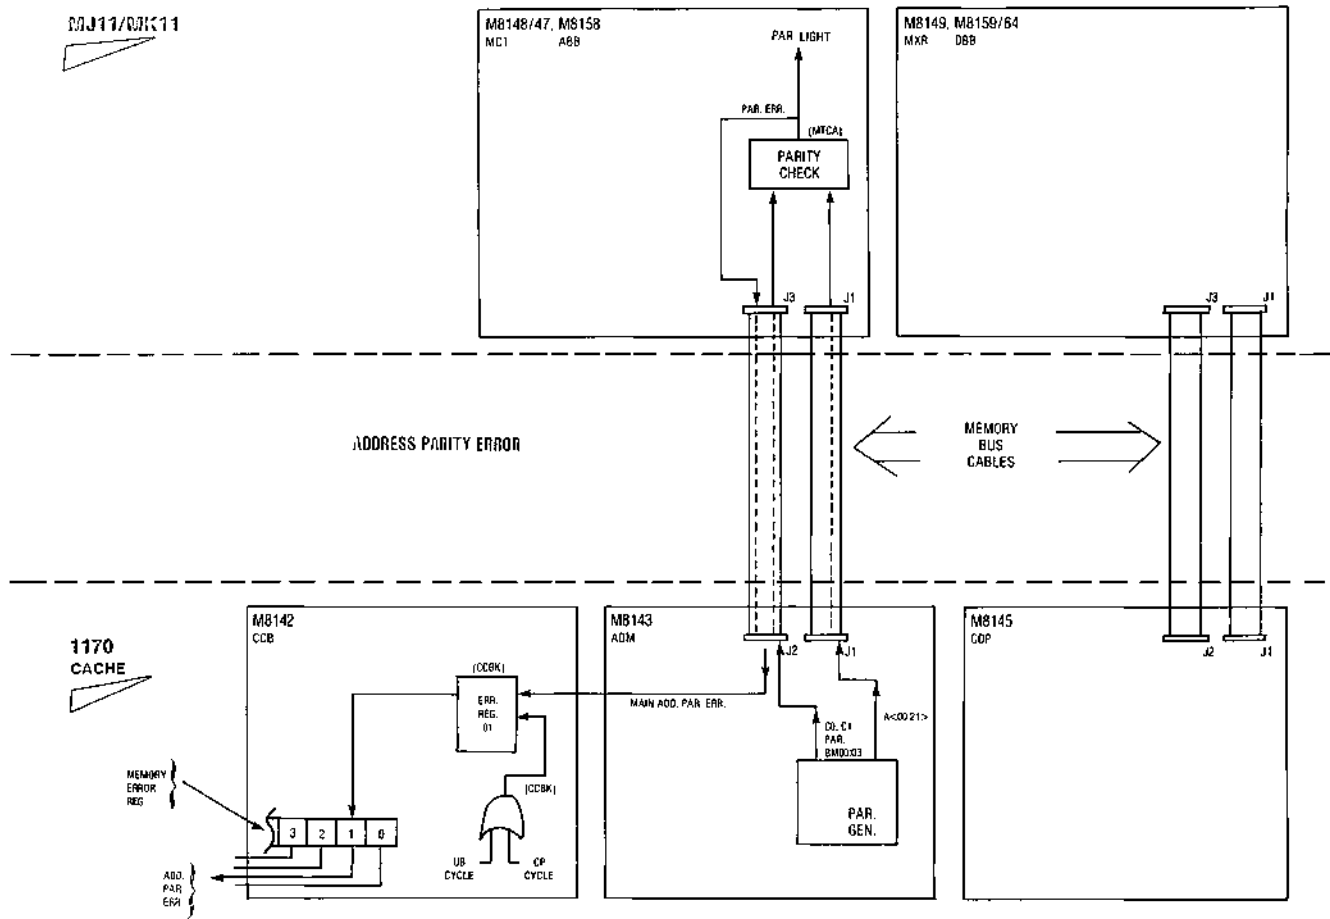 MJ11/MK11
M8148/47, M8158
MCT ABB
PAR LIGHT
PAR. ERR.
(MTCA)
PARITY
CHECK
J3
J1
M8149, M8159/64
MXR DBB
J3
J1
ADDRESS PARITY ERROR
MEMORY
BUS
CABLES
1170
CACHE
M8142
CCB
(CCBK)
ERR.
REG.
01
MEMORY
ERROR
REG
3 2 1 0
ADD.
PAR
ERR
(CCBK)
UB
CYCLE
CP
CYCLE
M8143
ADM
J2
J1
MAIN ADD. PAR ERR.
C0, C1
PAR.
BM00:03
A<00:21>
PAR.
GEN.
M8145
CDP
J2
J1